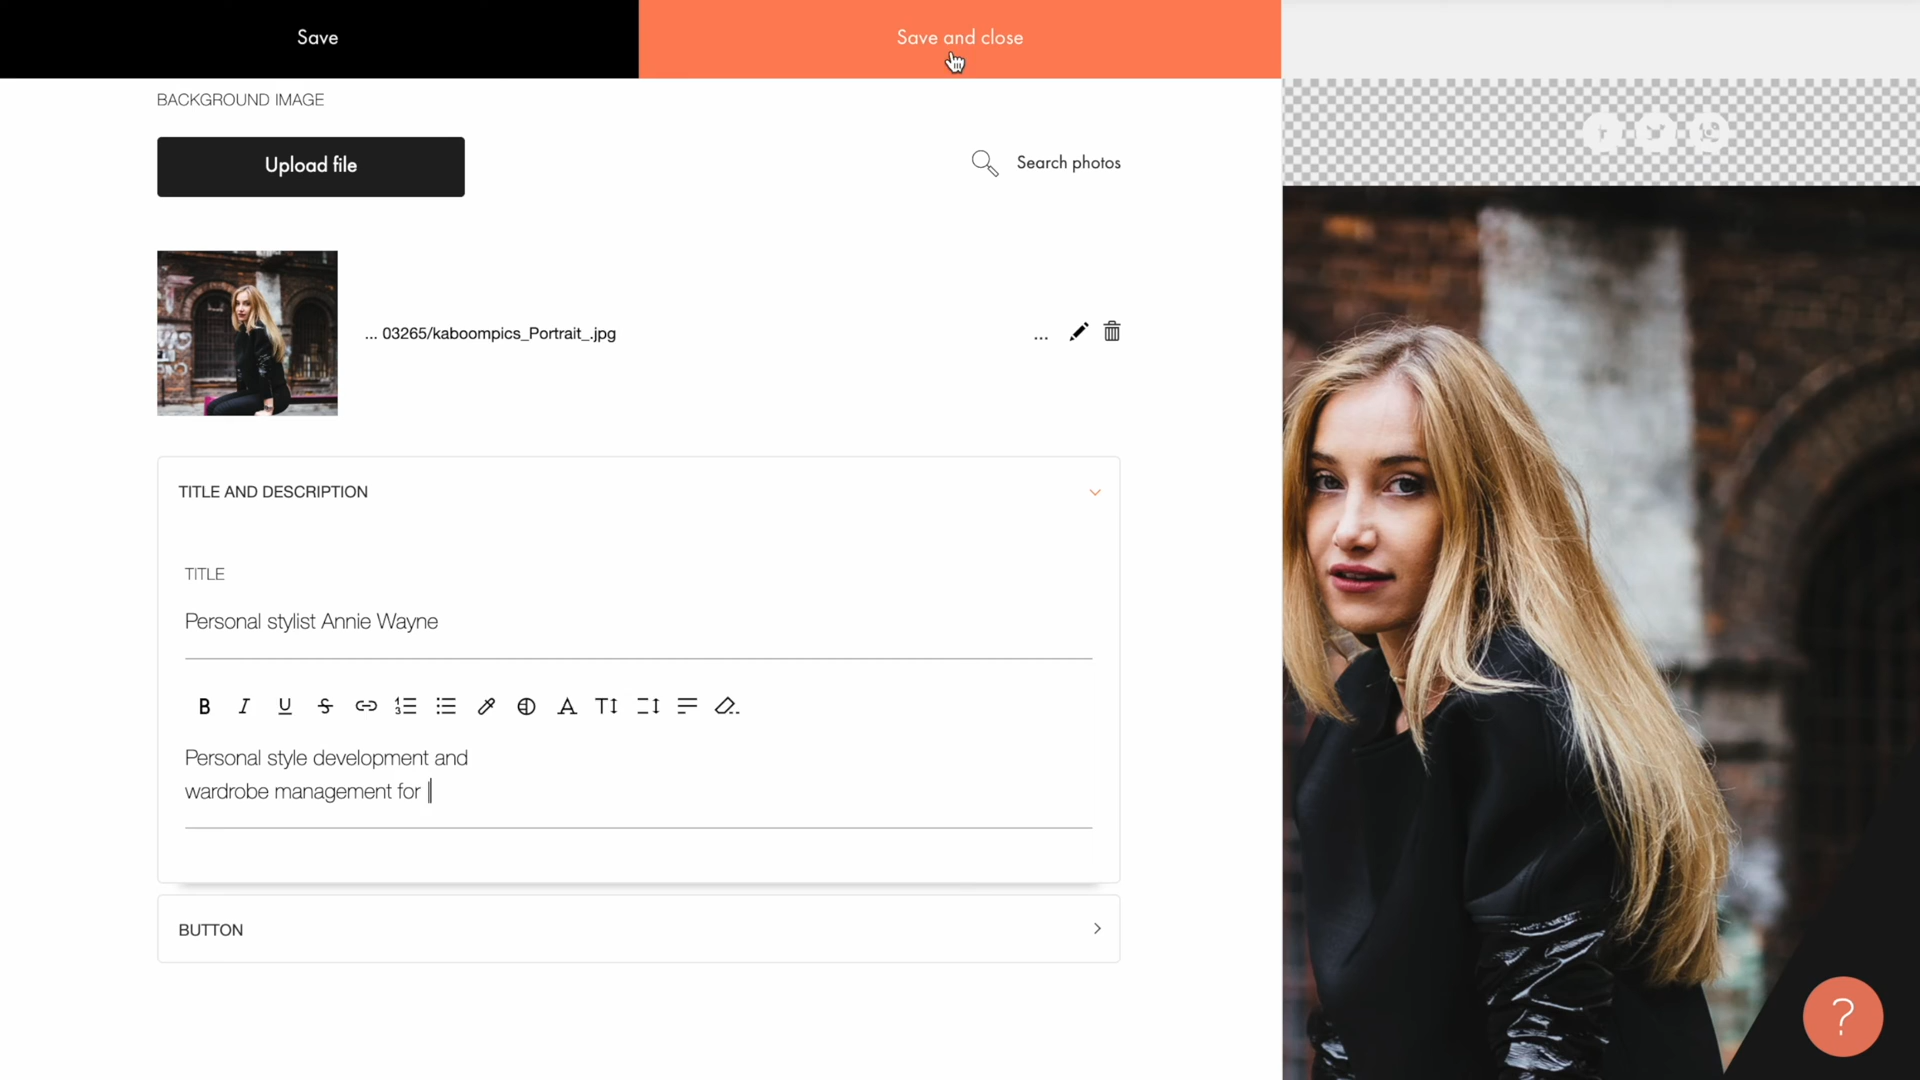 Save
Save and close
BACKGROUND IMAGE
Upload file
Search photos
... 03265/kaboompics_Portrait_.jpg
...
TITLE AND DESCRIPTION
TITLE
Personal stylist Annie Wayne
Personal style development and
wardrobe management for
BUTTON
?